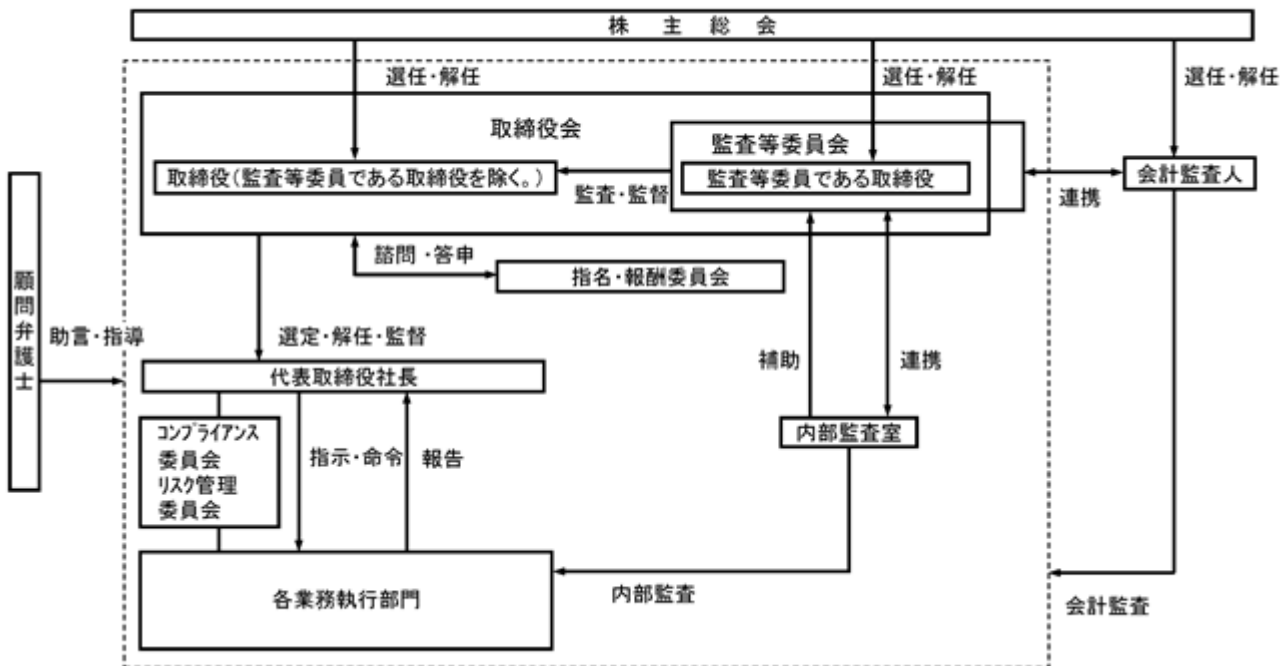 株主総会
選任・解任
選任・解任
選任・解任
取締役会
監査等委員会
取締役(監査等委員である取締役を除く。)
監査・監督
監査等委員である取締役
連携
会計監査人
諮問・答申
指名・報酬委員会
顧問弁護士
助言・指導
選定・解任・監督
代表取締役社長
補助
連携
コンプライアンス
委員会
リスク管理
委員会
指示・命令
報告
内部監査室
各業務執行部門
内部監査
会計監査